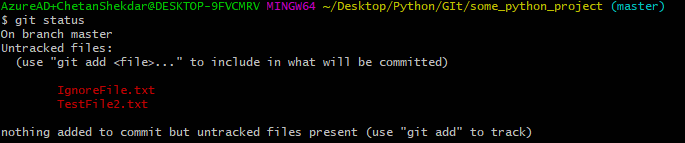 AzureAD+ChetanShekdar@DESKTOP-9FVCMRV MINGW64 ~/Desktop/Python/GIt/some_python_project (master)
$ git status
On branch master
Untracked files:
  (use "git add <file>..." to include in what will be committed)

        IgnoreFile.txt
        TestFile2.txt

nothing added to commit but untracked files present (use "git add" to track)